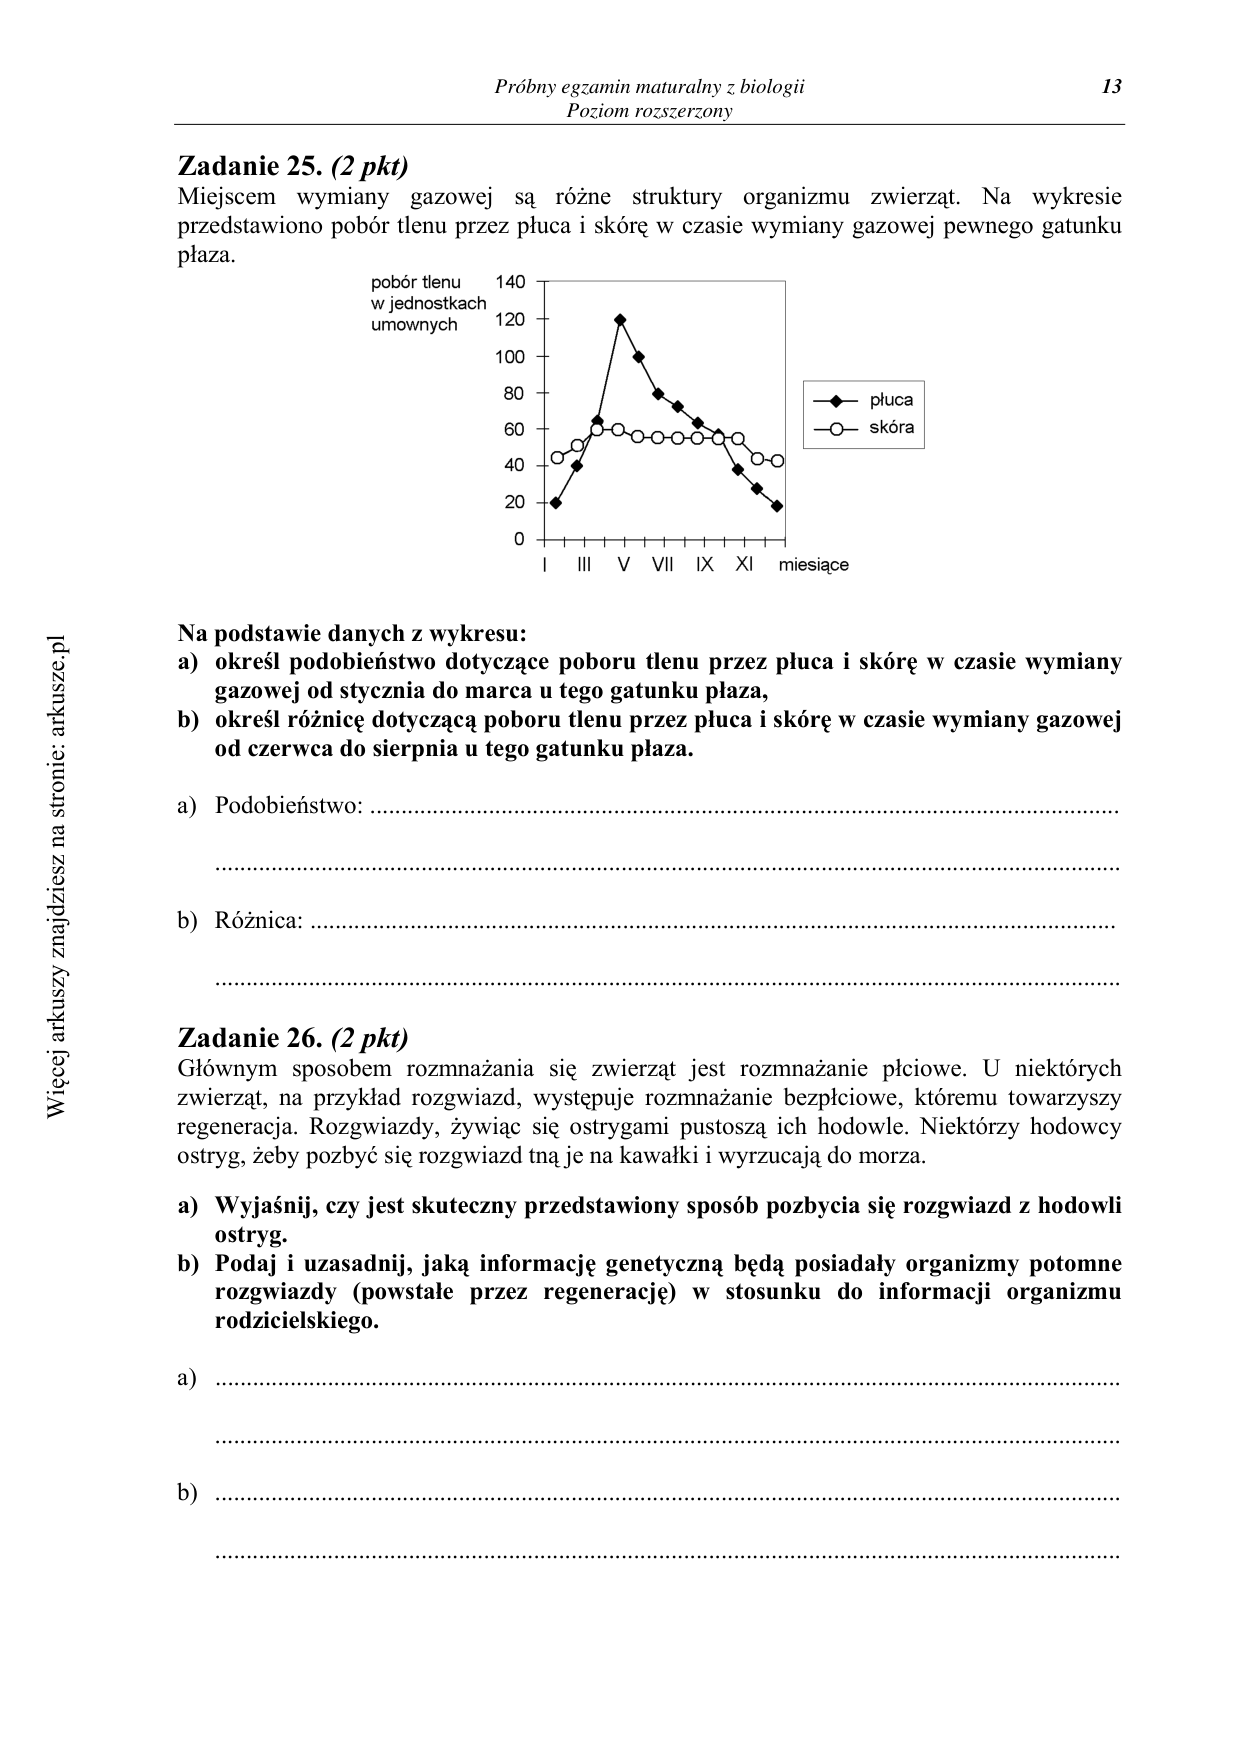 Próbny egzamin maturalny z biologii 13
Poziom rozszerzony
Zadanie 25. (2 pkt)
Miejscem wymiany gazowej są różne struktury organizmu zwierząt. Na wykresie
przedstawiono pobór tlenu przez płuca i skórę w czasie wymiany gazowej pewnego gatunku
płaza.
pobór tlenu
w jednostkach
umownych
140
120
100
80
60
40
20
0
I III V VII IX XI miesiące
płuca
skóra
Na podstawie danych z wykresu:
a) określ podobieństwo dotyczące poboru tlenu przez płuca i skórę w czasie wymiany
gazowej od stycznia do marca u tego gatunku płaza,
b) określ różnicę dotyczącą poboru tlenu przez płuca i skórę w czasie wymiany gazowej
od czerwca do sierpnia u tego gatunku płaza.
a) Podobieństwo: ........................................................................................................................
.................................................................................................................................................
b) Różnica: .................................................................................................................................
.................................................................................................................................................
Zadanie 26. (2 pkt)
Głównym sposobem rozmnażania się zwierząt jest rozmnażanie płciowe. U niektórych
zwierząt, na przykład rozgwiazd, występuje rozmnażanie bezpłciowe, któremu towarzyszy
regeneracja. Rozgwiazdy, żywiąc się ostrygami pustoszą ich hodowle. Niektórzy hodowcy
ostryg, żeby pozbyć się rozgwiazd tną je na kawałki i wyrzucają do morza.
a) Wyjaśnij, czy jest skuteczny przedstawiony sposób pozbycia się rozgwiazd z hodowli
ostryg.
b) Podaj i uzasadnij, jaką informację genetyczną będą posiadały organizmy potomne
rozgwiazdy (powstałe przez regenerację) w stosunku do informacji organizmu
rodzicielskiego.
a) .................................................................................................................................................
.................................................................................................................................................
b) .................................................................................................................................................
.................................................................................................................................................
Więcej arkuszy znajdziesz na stronie: arkusze.pl